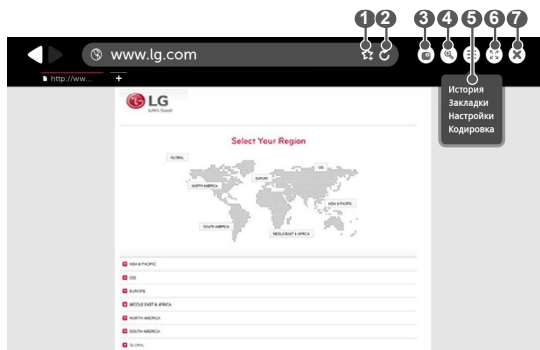 1 2 3 4 5 6 7
www.lg.com
http://ww...
+
История
Закладки
Настройки
Кодировка
LG
Life's Good
Select Your Region
GLOBAL
CIS
EUROPE
NORTH AMERICA
ASIA & PACIFIC
SOUTH AMERICA
MIDDLE EAST & AFRICA
ASIA & PACIFIC
CIS
EUROPE
MIDDLE EAST & AFRICA
NORTH AMERICA
SOUTH AMERICA
GLOBAL